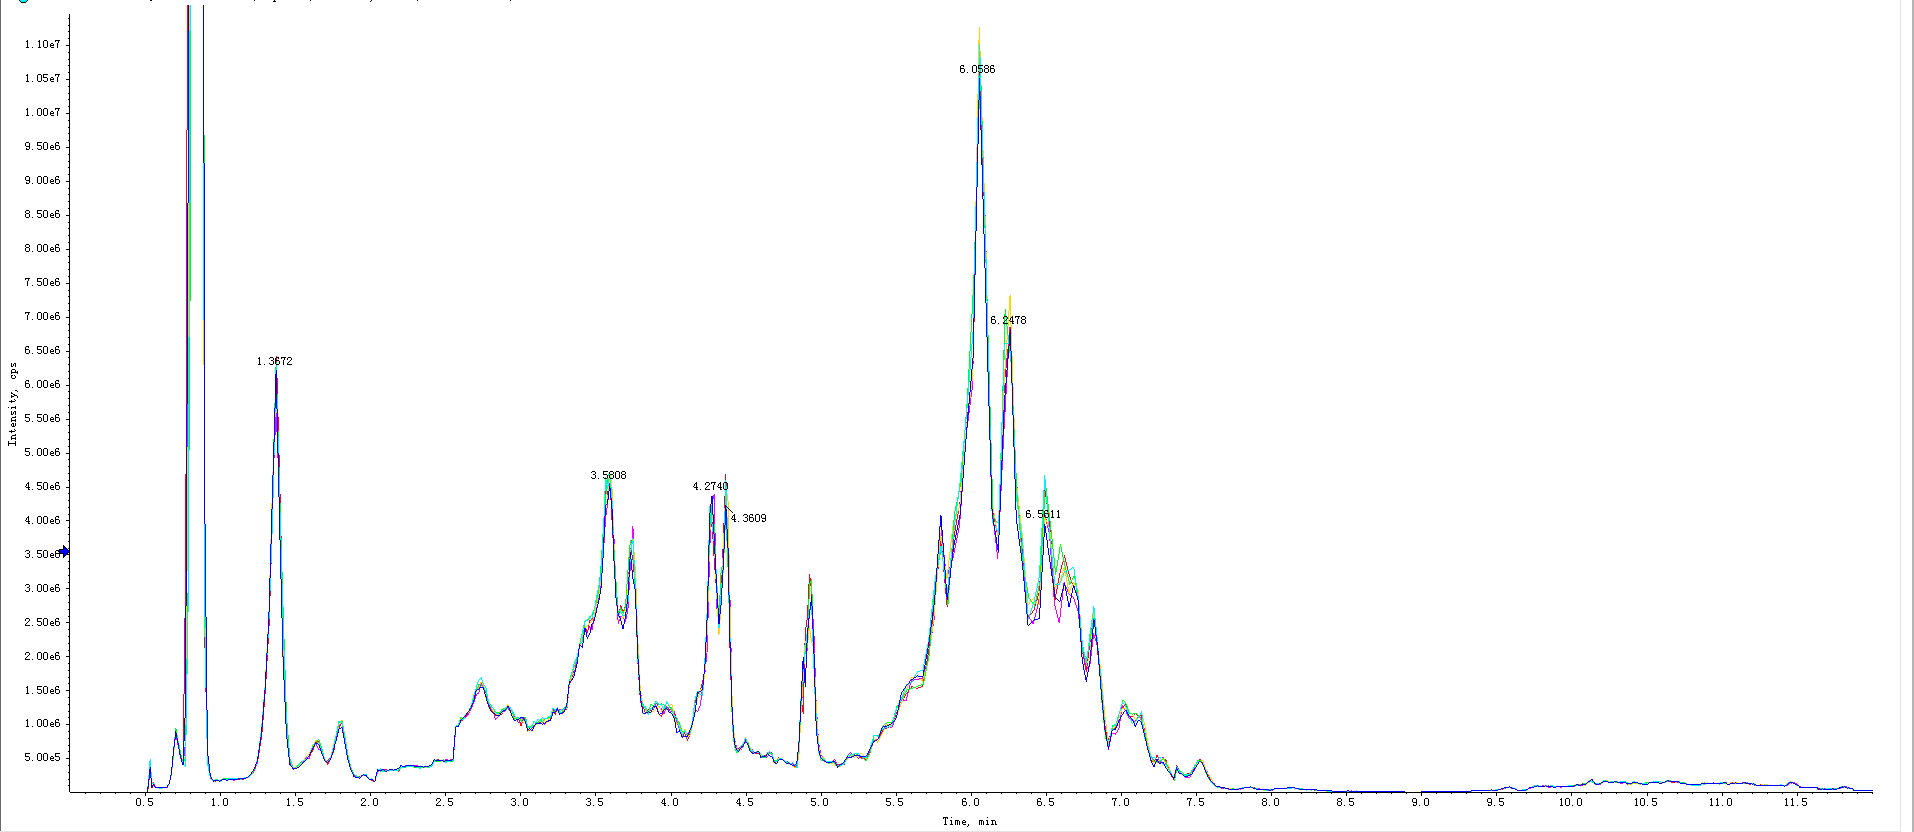 1.10e7
1.05e7
1.00e7
9.50e6
9.00e6
8.50e6
8.00e6
7.50e6
7.00e6
6.50e6
6.00e6
5.50e6
5.00e6
4.50e6
4.00e6
3.50e6
3.00e6
2.50e6
2.00e6
1.50e6
1.00e6
5.00e5
Intensity, cps
1.3672
3.5808
4.2740
4.3609
6.0586
6.2478
6.5011
0.5 1.0 1.5 2.0 2.5 3.0 3.5 4.0 4.5 5.0 5.5 6.0 6.5 7.0 7.5 8.0 8.5 9.0 9.5 10.0 10.5 11.0 11.5
Time, min